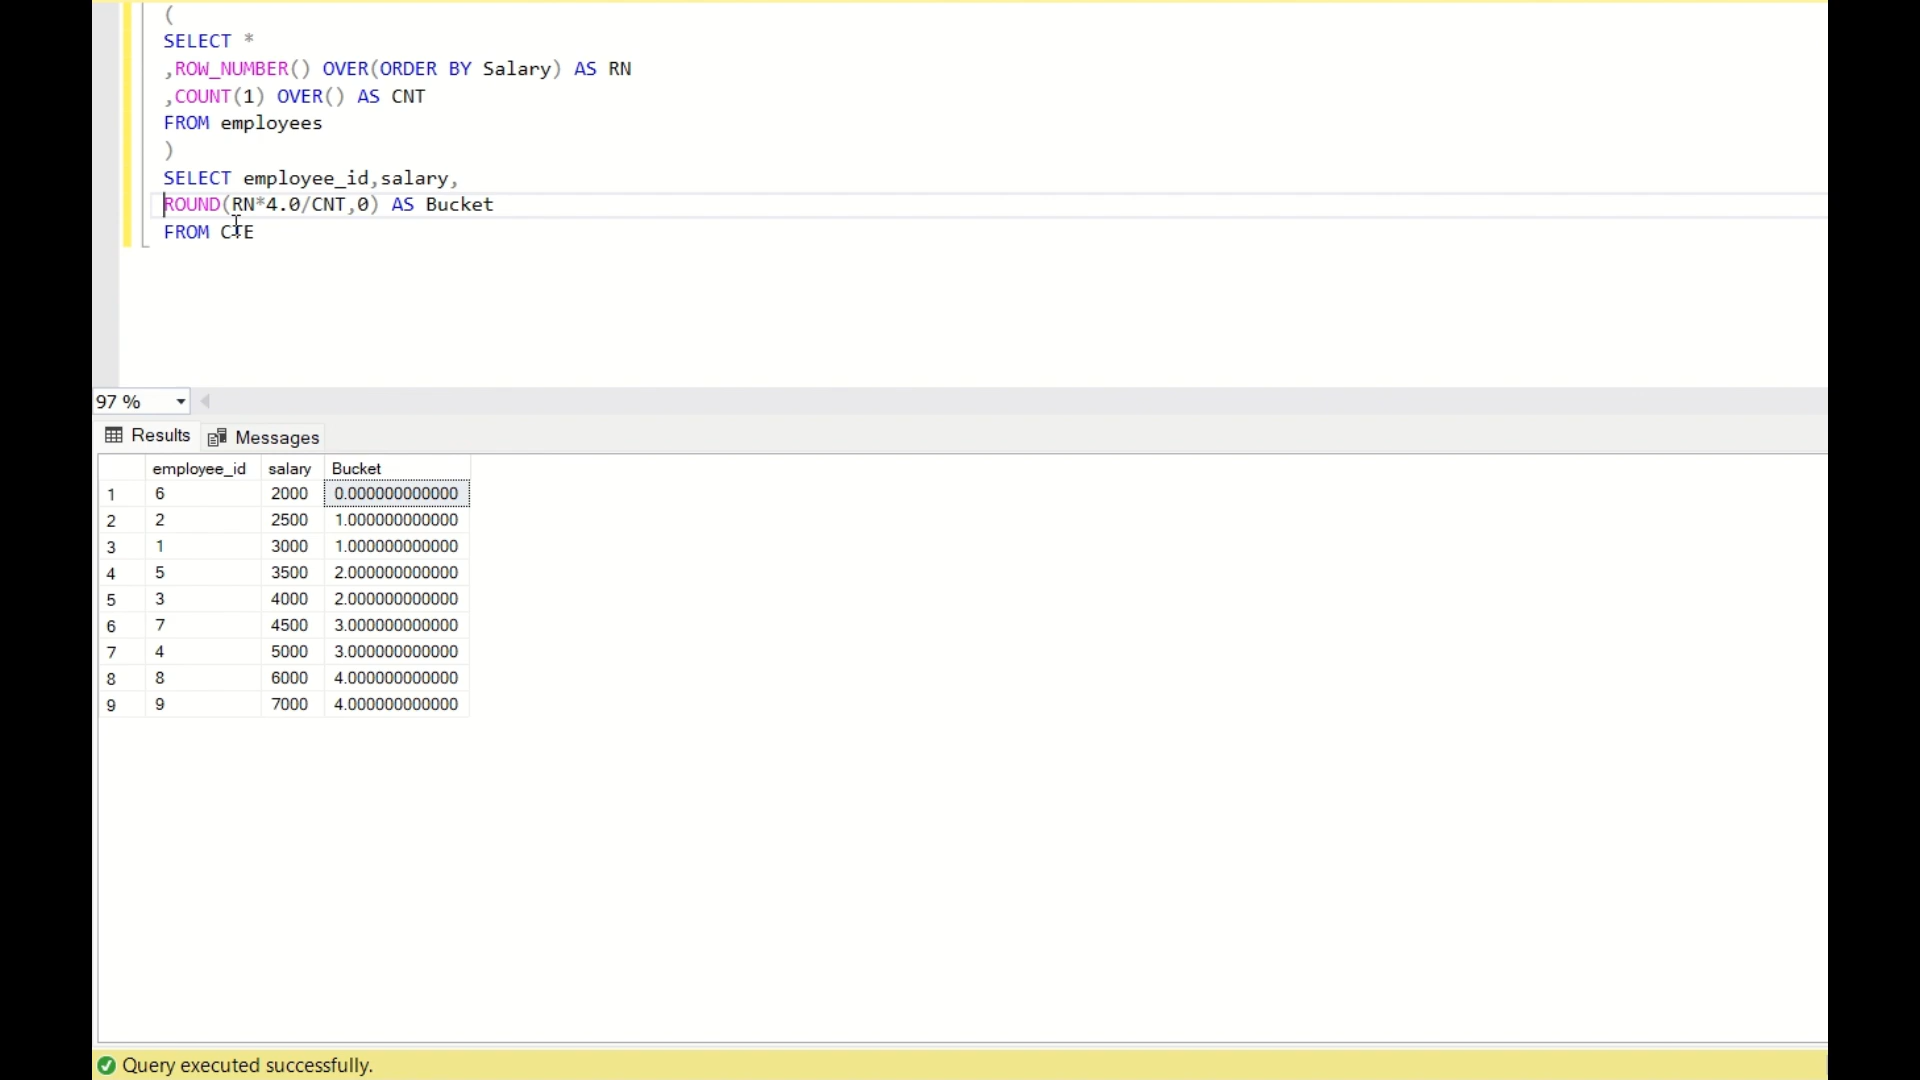 (
SELECT *
,ROW_NUMBER() OVER(ORDER BY Salary) AS RN
,COUNT(1) OVER() AS CNT
FROM employees
)
SELECT employee_id,salary,
ROUND(RN*4.0/CNT,0) AS Bucket
FROM CTE
97 %
Results Messages
employee_id salary Bucket
1 6 2000 0.000000000000
2 2 2500 1.000000000000
3 1 3000 1.000000000000
4 5 3500 2.000000000000
5 3 4000 2.000000000000
6 7 4500 3.000000000000
7 4 5000 3.000000000000
8 8 6000 4.000000000000
9 9 7000 4.000000000000
Query executed successfully.